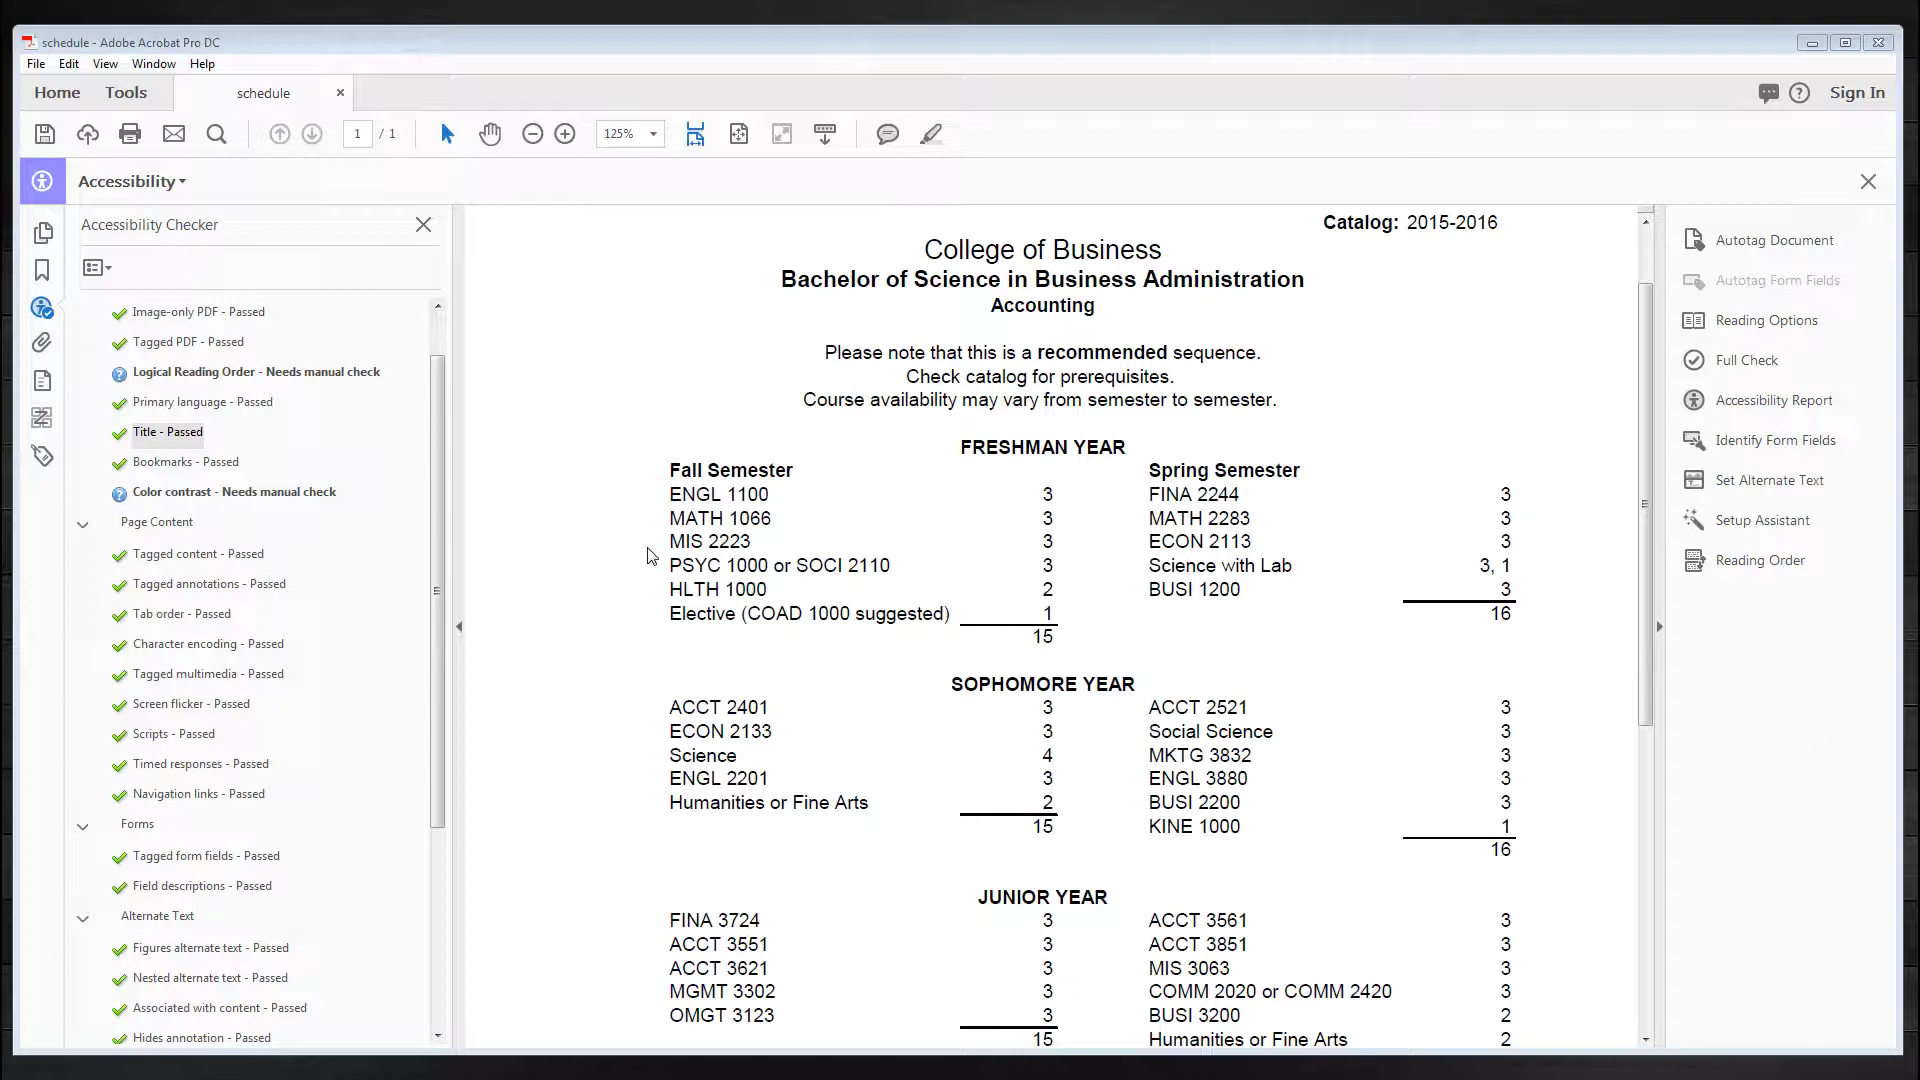 schedule - Adobe Acrobat Pro DC
File Edit View Window Help
Home Tools schedule Sign In
1 / 1 125%
Accessibility
Accessibility Checker
Image-only PDF - Passed
Tagged PDF - Passed
Logical Reading Order - Needs manual check
Primary language - Passed
Title - Passed
Bookmarks - Passed
Color contrast - Needs manual check
Page Content
Tagged content - Passed
Tagged annotations - Passed
Tab order - Passed
Character encoding - Passed
Tagged multimedia - Passed
Screen flicker - Passed
Scripts - Passed
Timed responses - Passed
Navigation links - Passed
Forms
Tagged form fields - Passed
Field descriptions - Passed
Alternate Text
Figures alternate text - Passed
Nested alternate text - Passed
Associated with content - Passed
Hides annotation - Passed
Catalog: 2015-2016
College of Business
Bachelor of Science in Business Administration
Accounting
Please note that this is a recommended sequence.
Check catalog for prerequisites.
Course availability may vary from semester to semester.
FRESHMAN YEAR
Fall Semester Spring Semester
ENGL 1100 3 FINA 2244 3
MATH 1066 3 MATH 2283 3
MIS 2223 3 ECON 2113 3
PSYC 1000 or SOCI 2110 3 Science with Lab 3, 1
HLTH 1000 2 BUSI 1200 3
Elective (COAD 1000 suggested) 1 16
15
SOPHOMORE YEAR
ACCT 2401 3 ACCT 2521 3
ECON 2133 3 Social Science 3
Science 4 MKTG 3832 3
ENGL 2201 3 ENGL 3880 3
Humanities or Fine Arts 2 BUSI 2200 3
15 KINE 1000 1
16
JUNIOR YEAR
FINA 3724 3 ACCT 3561 3
ACCT 3551 3 ACCT 3851 3
ACCT 3621 3 MIS 3063 3
MGMT 3302 3 COMM 2020 or COMM 2420 3
OMGT 3123 3 BUSI 3200 2
15 Humanities or Fine Arts 2
Autotag Document
Autotag Form Fields
Reading Options
Full Check
Accessibility Report
Identify Form Fields
Set Alternate Text
Setup Assistant
Reading Order